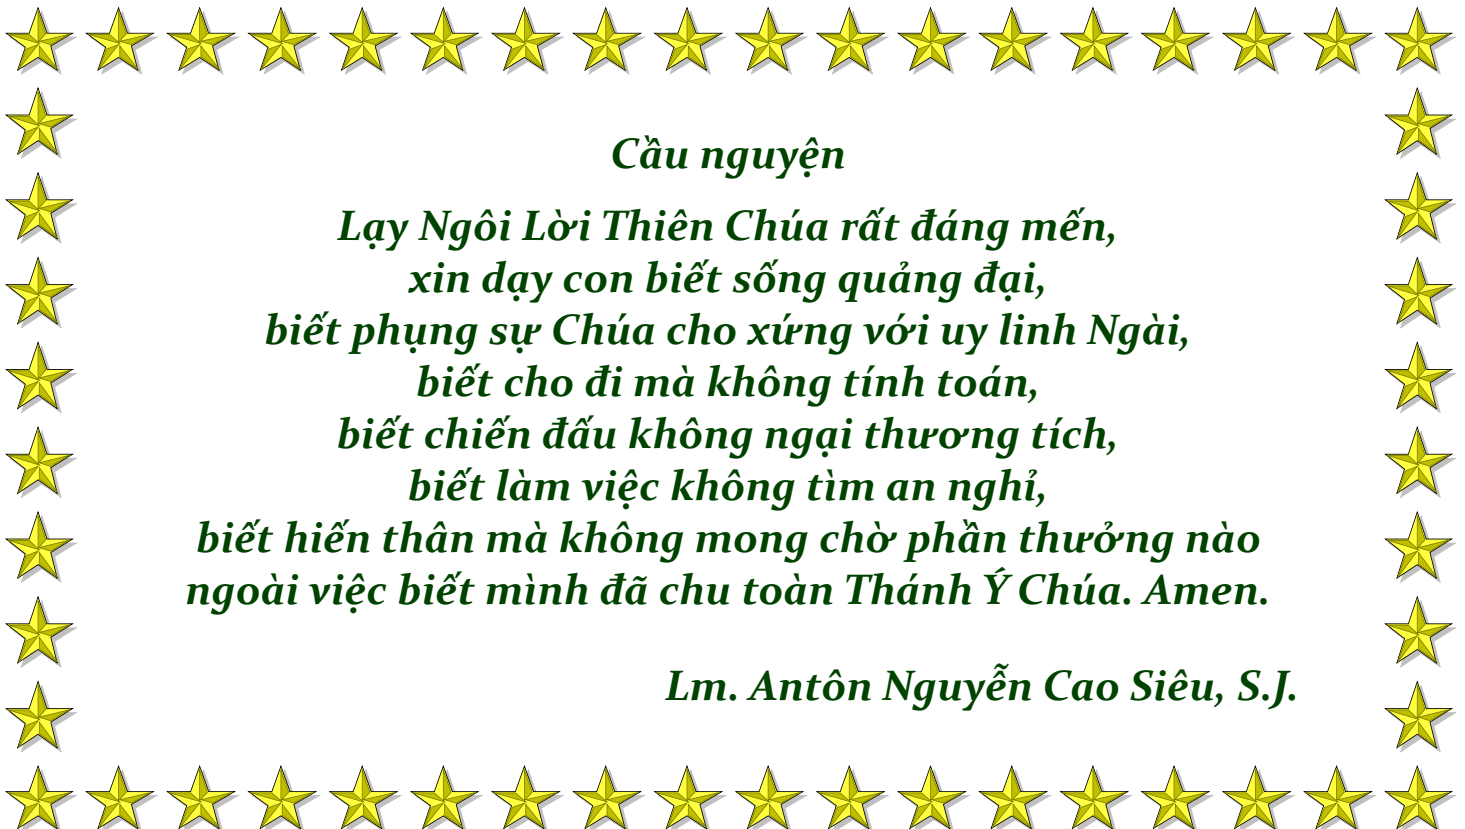 Cầu nguyện
Lạy Ngôi Lời Thiên Chúa rất đáng mến,
xin dạy con biết sống quảng đại,
biết phụng sự Chúa cho xứng với uy linh Ngài,
biết cho đi mà không tính toán,
biết chiến đấu không ngại thương tích,
biết làm việc không tìm an nghỉ,
biết hiến thân mà không mong chờ phần thưởng nào
ngoài việc biết mình đã chu toàn Thánh Ý Chúa. Amen.
Lm. Antôn Nguyễn Cao Siêu, S.J.